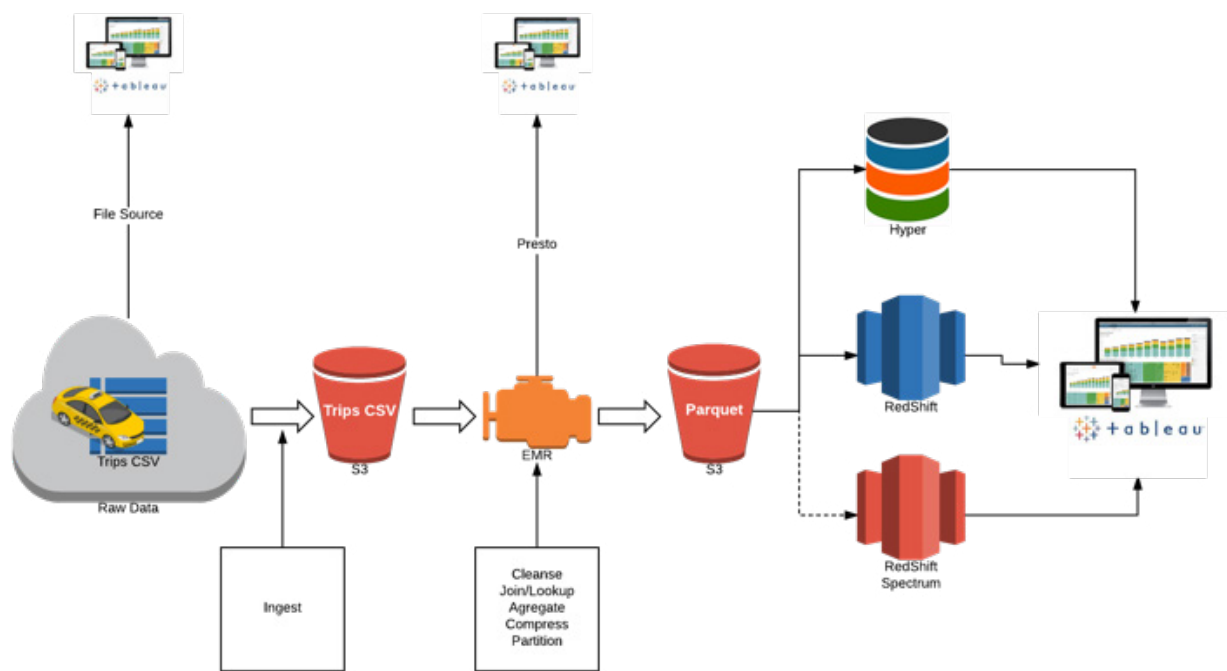 +ableau
+ableau
File Source
Presto
Hyper
Trips CSV
Raw Data
Trips CSV
S3
EMR
Parquet
S3
RedShift
RedShift
Spectrum
+ableau
Ingest
Cleanse
Join/Lookup
Agregate
Compress
Partition